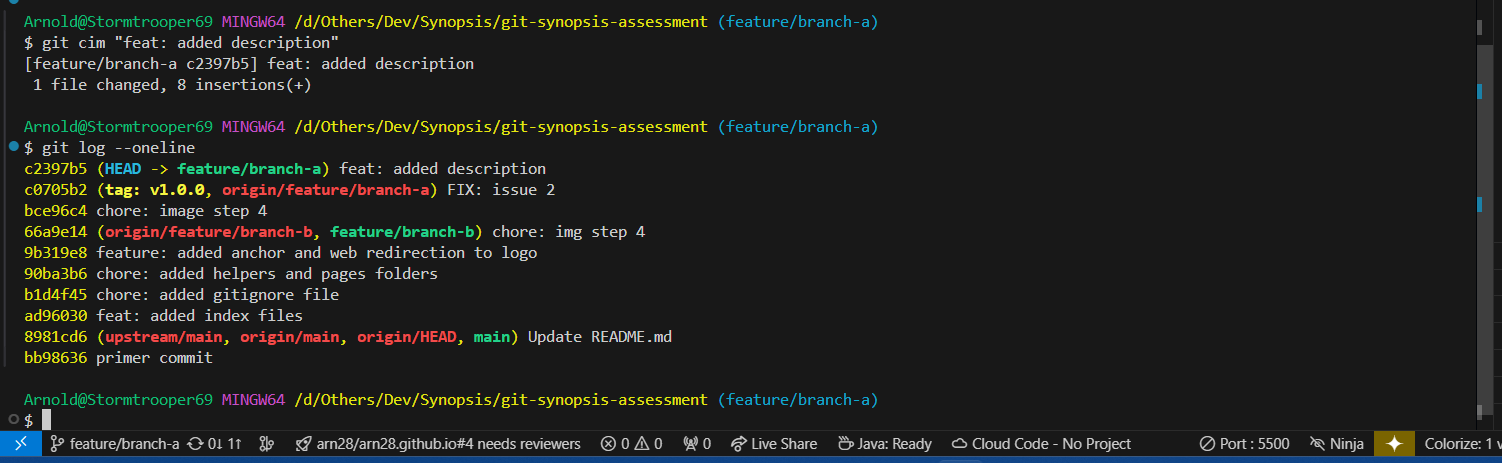 Arnold@Stormtrooper69 MINGW64 /d/Others/Dev/Synopsis/git-synopsis-assessment (feature/branch-a)
$ git cim "feat: added description"
[feature/branch-a c2397b5] feat: added description
 1 file changed, 8 insertions(+)
Arnold@Stormtrooper69 MINGW64 /d/Others/Dev/Synopsis/git-synopsis-assessment (feature/branch-a)
$ git log --oneline
c2397b5 (HEAD -> feature/branch-a) feat: added description
c0705b2 (tag: v1.0.0, origin/feature/branch-a) FIX: issue 2
bce96c4 chore: image step 4
66a9e14 (origin/feature/branch-b, feature/branch-b) chore: img step 4
9b319e8 feature: added anchor and web redirection to logo
90ba3b6 chore: added helpers and pages folders
b1d4f45 chore: added gitignore file
ad96030 feat: added index files
8981cd6 (upstream/main, origin/main, origin/HEAD, main) Update README.md
bb98636 primer commit
Arnold@Stormtrooper69 MINGW64 /d/Others/Dev/Synopsis/git-synopsis-assessment (feature/branch-a)
$
feature/branch-a 0↓ 1↑ arn28/arn28.github.io#4 needs reviewers 0 0 0 Live Share Java: Ready Cloud Code - No Project Port : 5500 Ninja Colorize: 1